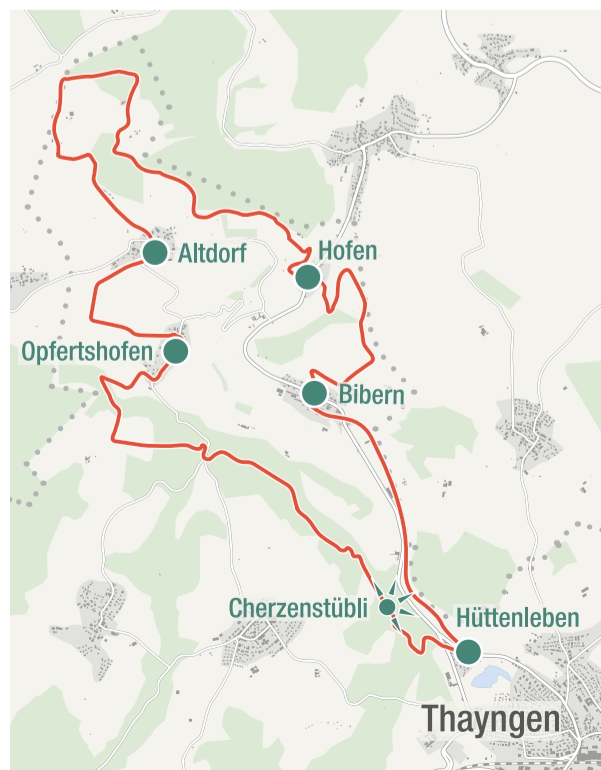 Hofen
Altdorf
Opfertshofen
Bibern
Cherzenstübli
Hüttenleben
Thayngen